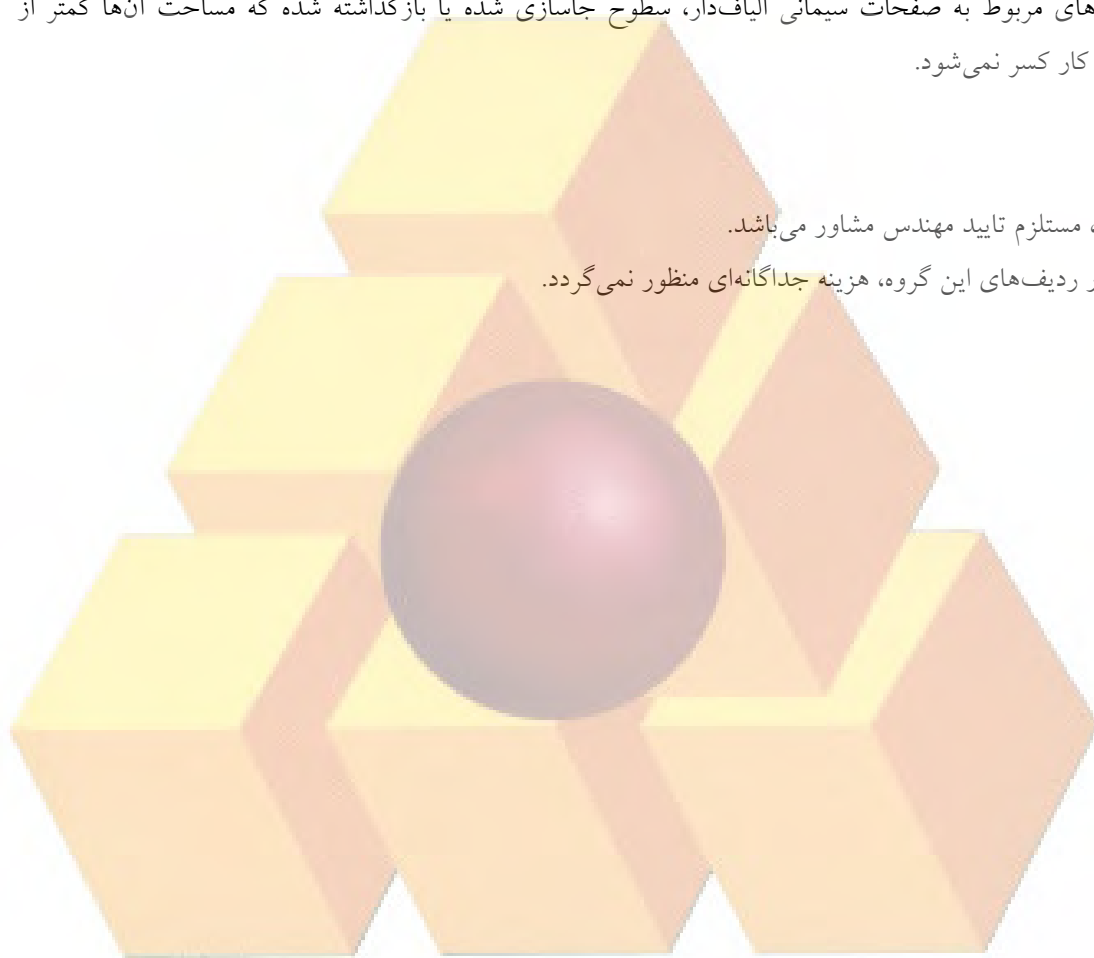 های مربوط به صفحات سیمانی الیاف‌دار، سطوح جاسازی شده یا بازگذاشته شده که مساحت آن‌ها کمتر از
کار کسر نمی‌شود.
، مستلزم تایید مهندس مشاور می‌باشد.
ر ردیف‌های این گروه، هزینه جداگانه‌ای منظور نمی‌گردد.